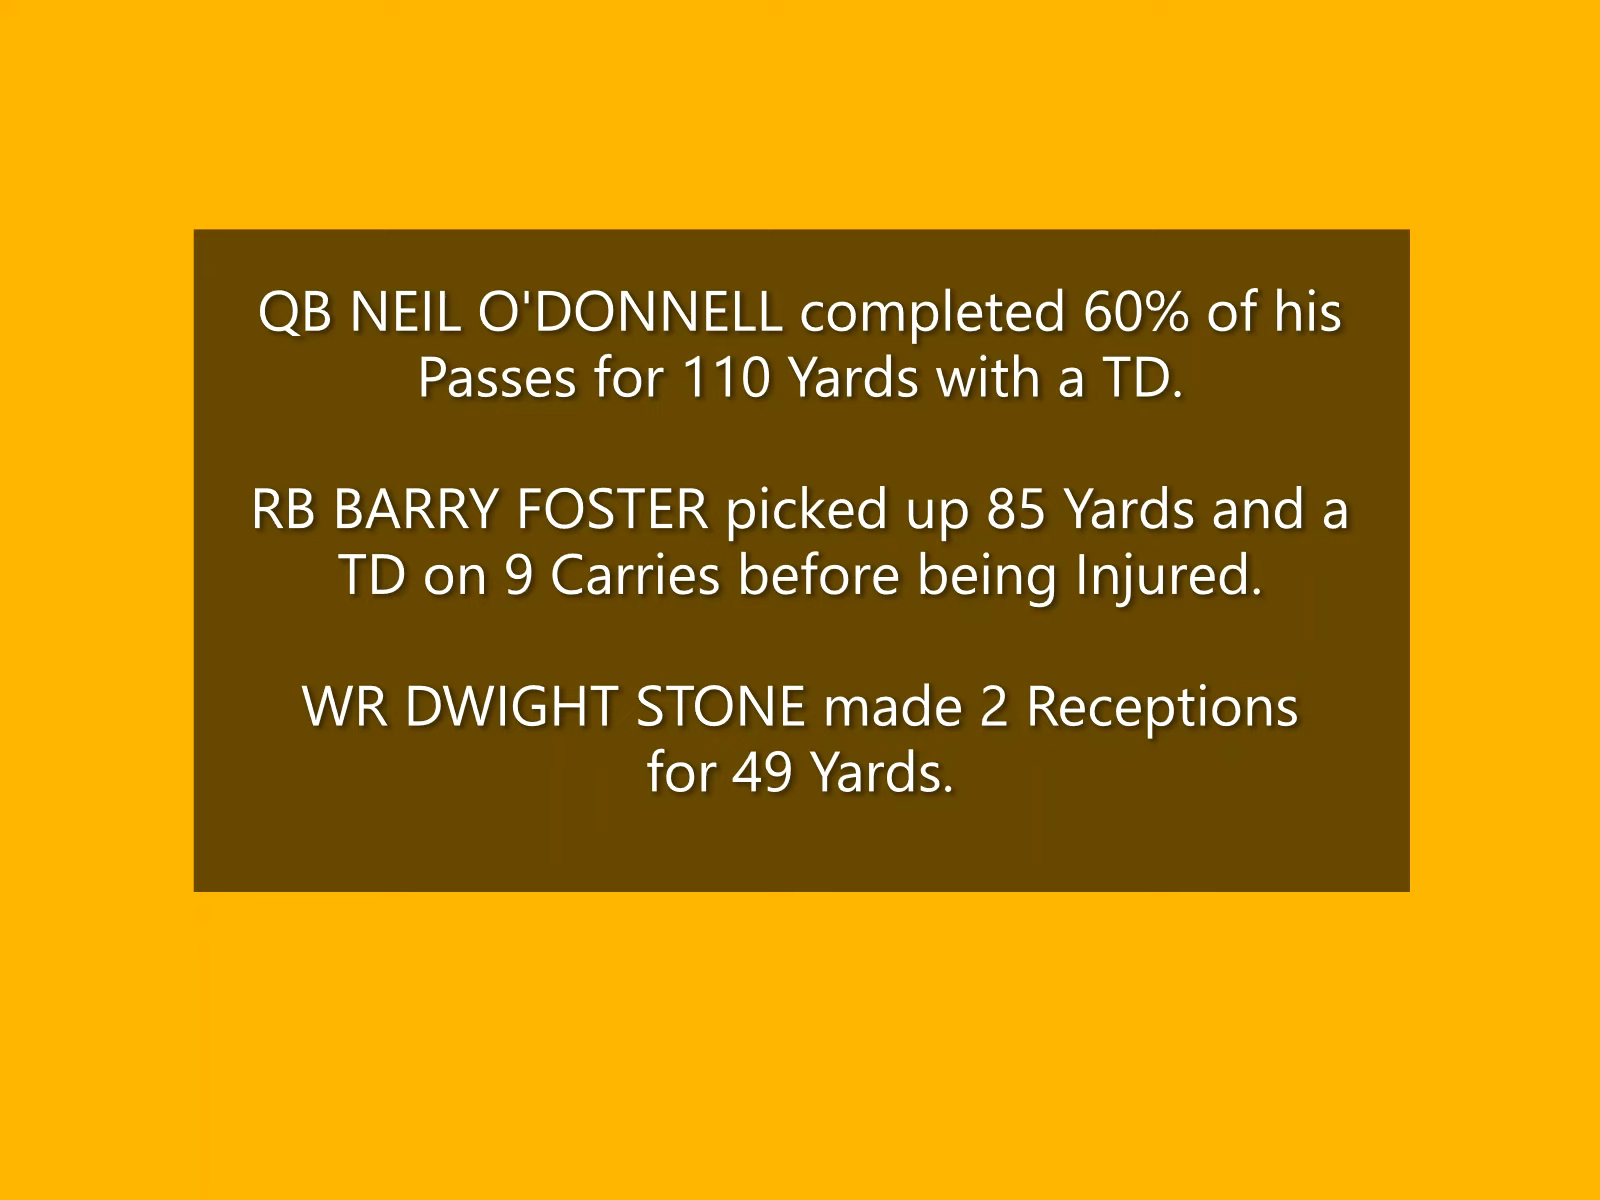 QB NEIL O'DONNELL completed 60% of his
Passes for 110 Yards with a TD.
RB BARRY FOSTER picked up 85 Yards and a
TD on 9 Carries before being Injured.
WR DWIGHT STONE made 2 Receptions
for 49 Yards.